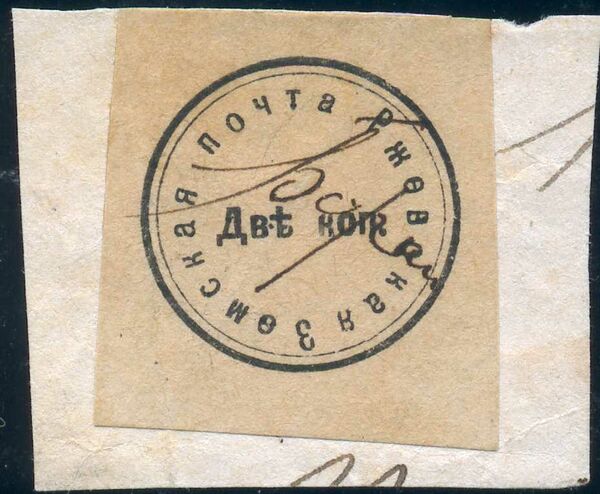 Ржевская Земская почта
Двѣ коп.